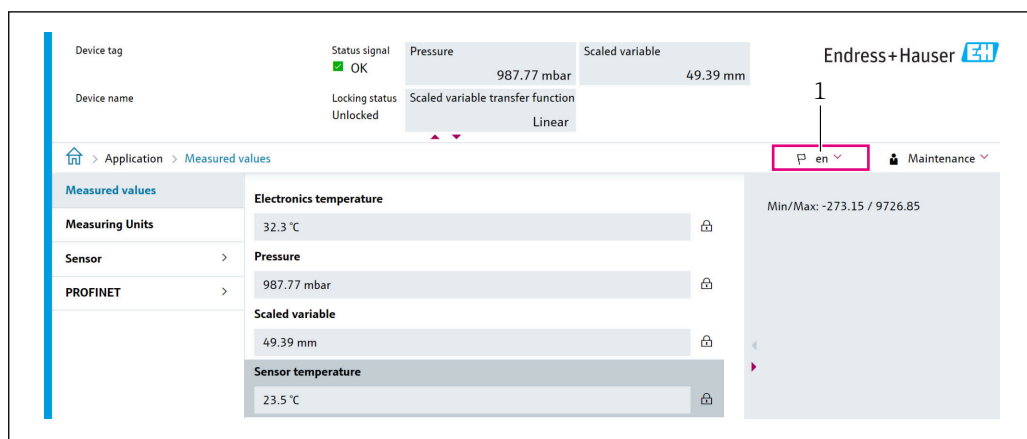 Device tag
Status signal
OK
Pressure
987.77 mbar
Scaled variable
49.39 mm
Endress+Hauser EH
Device name
Locking status
Unlocked
Scaled variable transfer function
Linear
1
> Application > Measured values
en
Maintenance
Measured values
Measuring Units
Sensor >
PROFINET >
Electronics temperature
32.3 °C
Pressure
987.77 mbar
Scaled variable
49.39 mm
Sensor temperature
23.5 °C
Min/Max: -273.15 / 9726.85